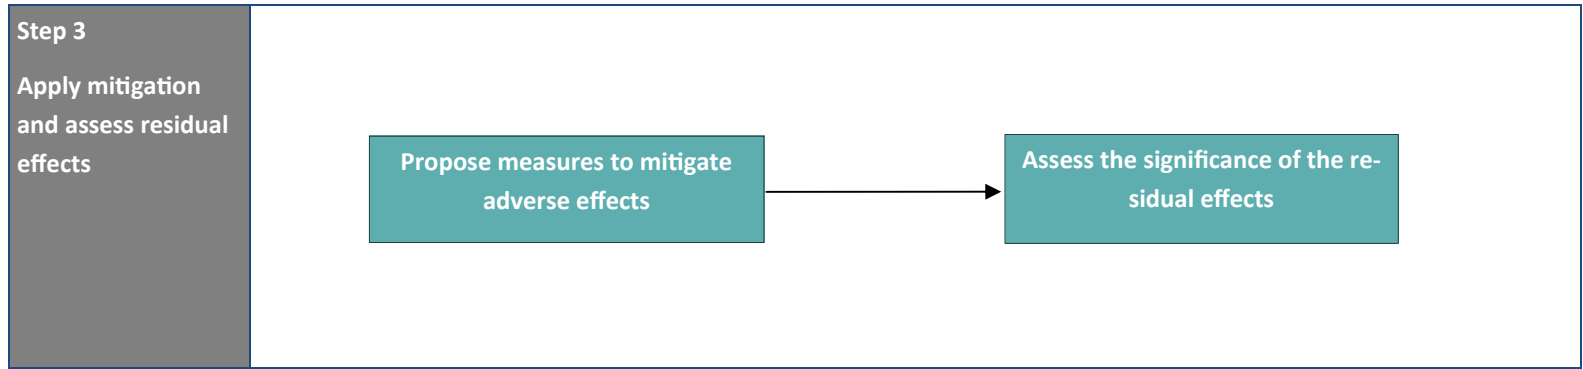 Step 3
Apply mitigation
and assess residual
effects
Propose measures to mitigate
adverse effects
Assess the significance of the re-
sidual effects